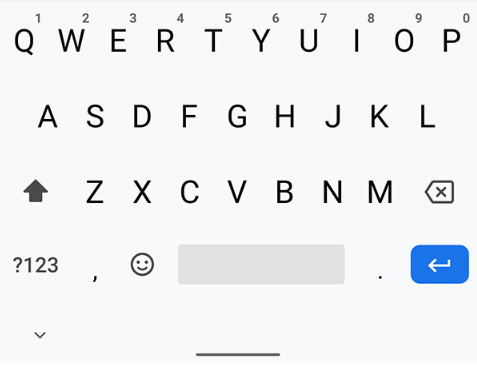 1 2 3 4 5 6 7 8 9 0
Q W E R T Y U I O P
A S D F G H J K L
Z X C V B N M
?123 , .